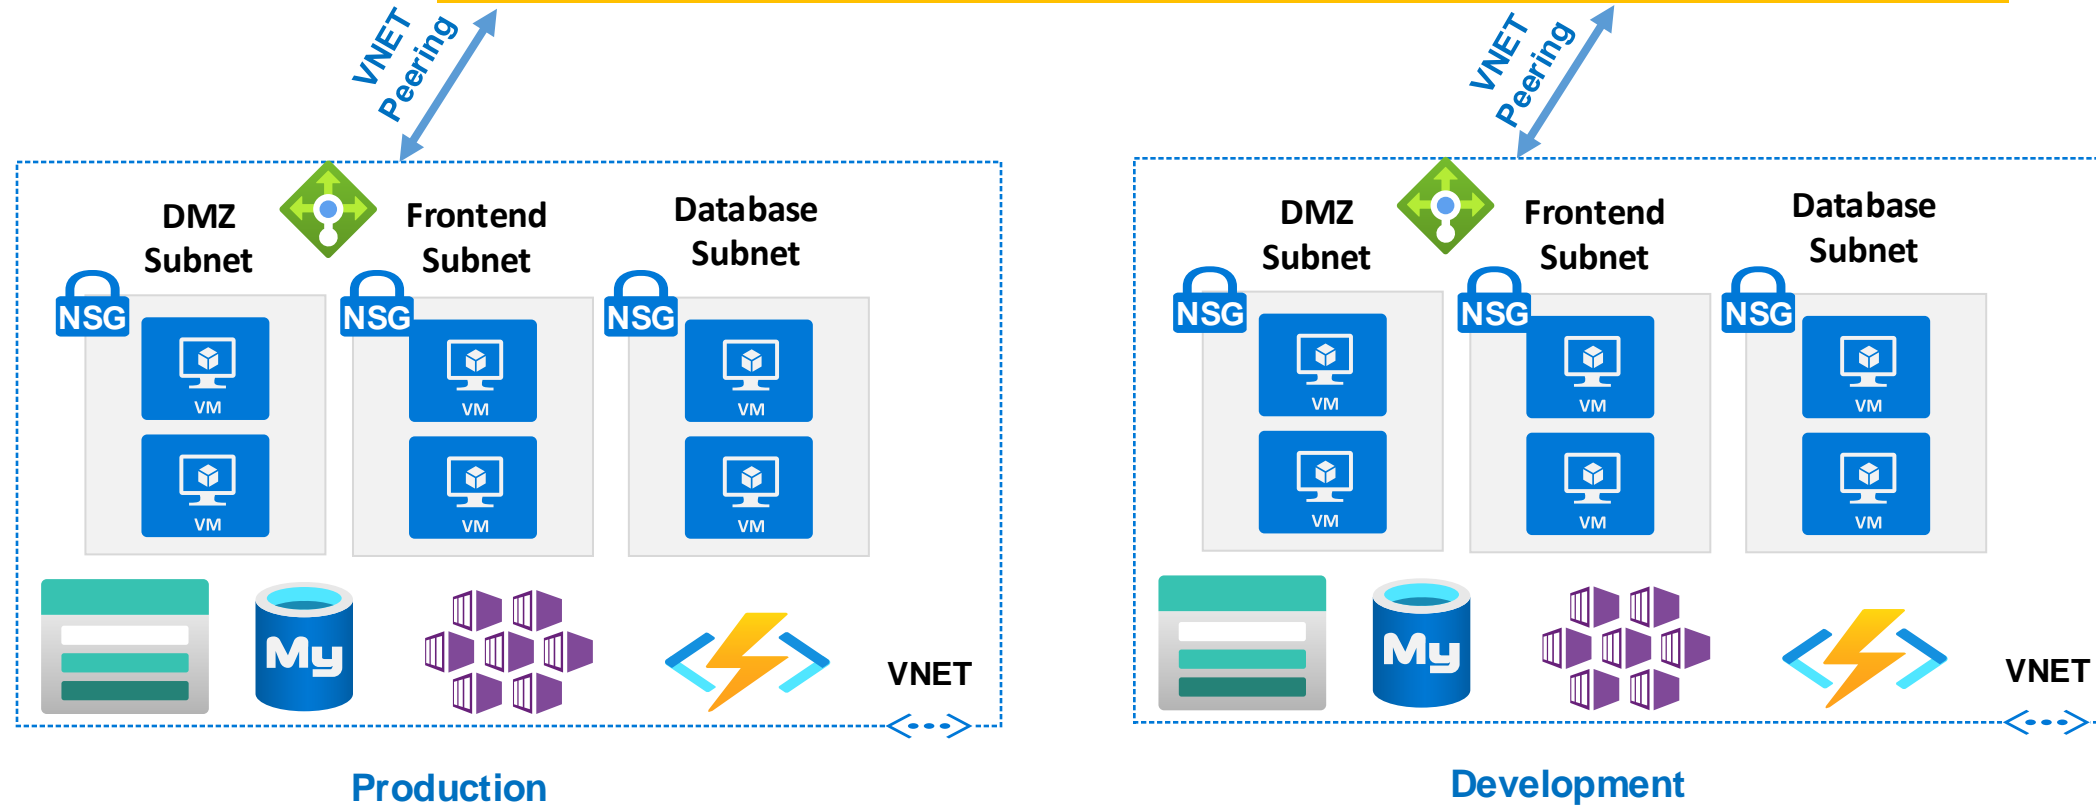 VNET
Peering
DMZ
Subnet
Frontend
Subnet
Database
Subnet
NSG
NSG
NSG
VM
VM
VM
VM
VM
VM
My
VNET
Production
VNET
Peering
DMZ
Subnet
Frontend
Subnet
Database
Subnet
NSG
NSG
NSG
VM
VM
VM
VM
VM
VM
My
VNET
Development